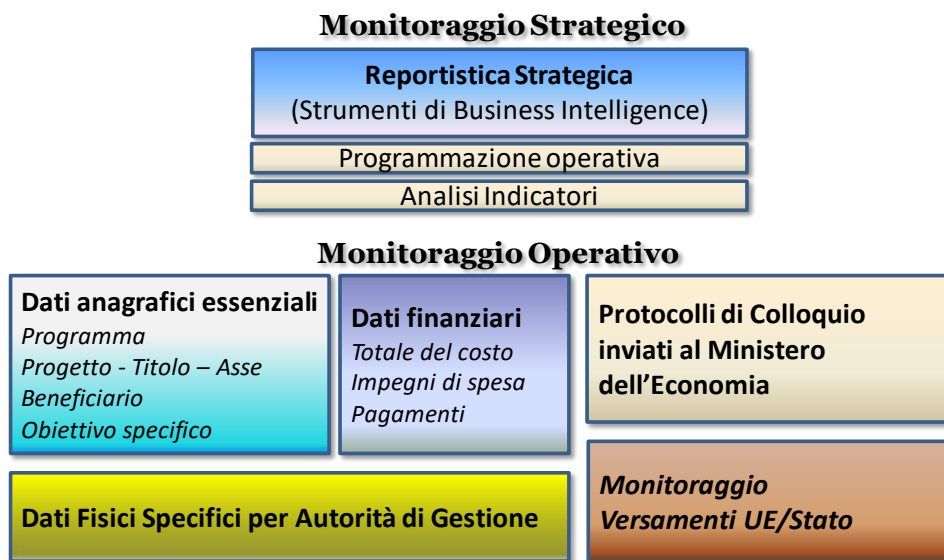 Monitoraggio Strategico
Reportistica Strategica
(Strumenti di Business Intelligence)
Programmazione operativa
Analisi Indicatori
Monitoraggio Operativo
Dati anagrafici essenziali
Programma
Progetto - Titolo – Asse
Beneficiario
Obiettivo specifico
Dati finanziari
Totale del costo
Impegni di spesa
Pagamenti
Protocolli di Colloquio
inviati al Ministero
dell’Economia
Dati Fisici Specifici per Autorità di Gestione
Monitoraggio
Versamenti UE/Stato